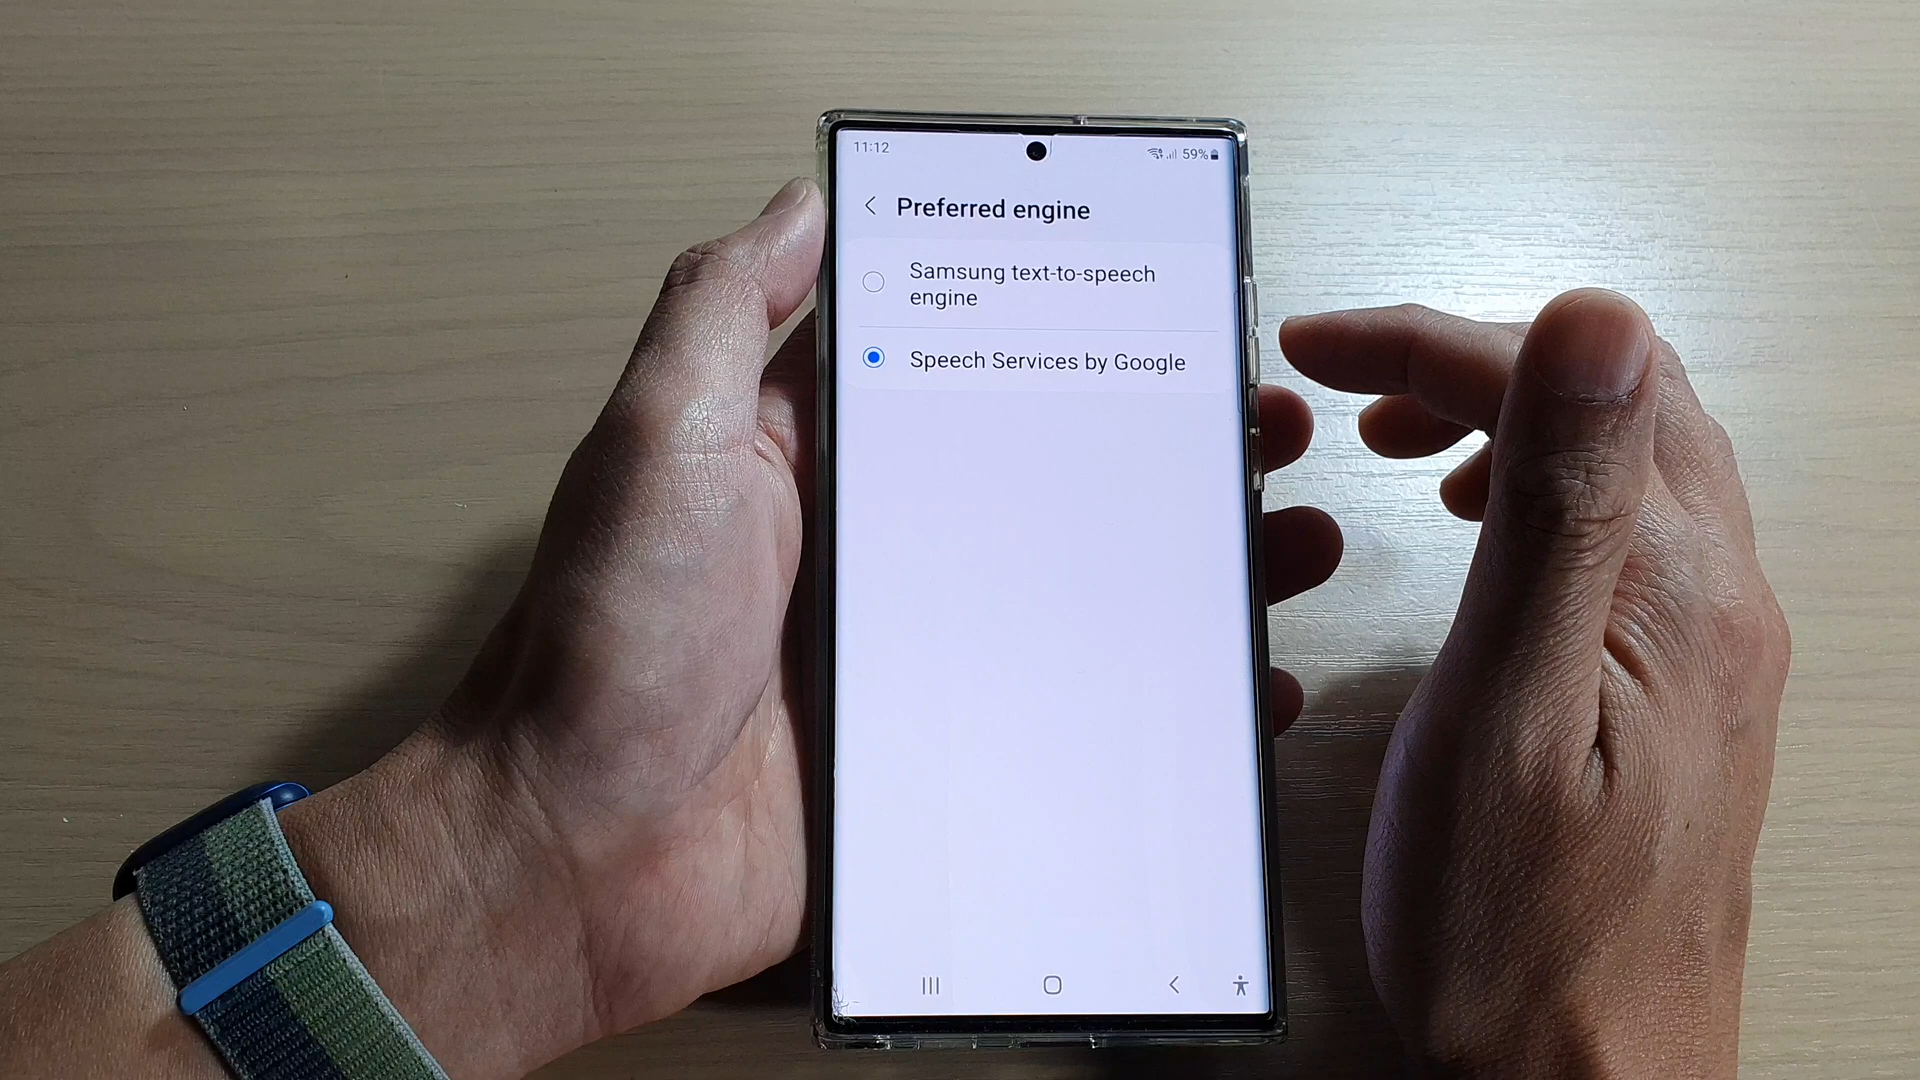 11:12
59%
Preferred engine
Samsung text-to-speech
engine
Speech Services by Google